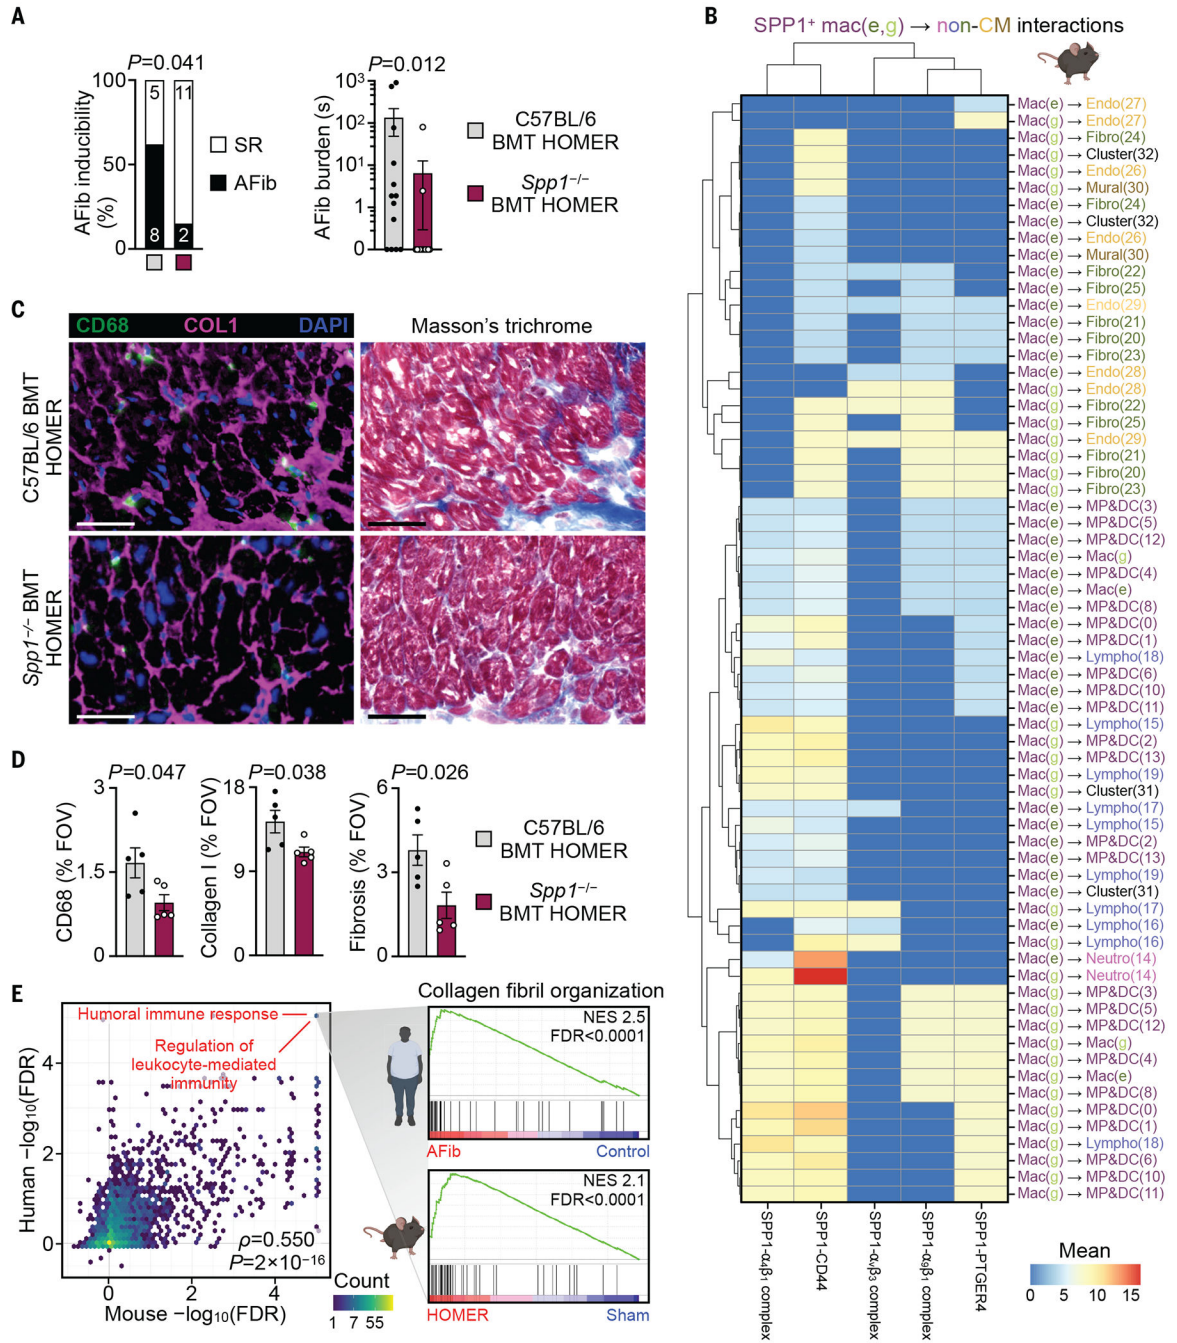 A
P=0.041
100
50
0
AFib inducibility
(%)
5
11
8
2
SR
AFib
P=0.012
10³
10²
10¹
1
0
AFib burden (s)
C57BL/6
BMT HOMER
Spp1⁻/⁻
BMT HOMER
B
SPP1⁺ mac(e,g) → non-CM interactions
Mac(e) → Endo(27)
Mac(g) → Endo(27)
Mac(g) → Fibro(24)
Mac(g) → Cluster(32)
Mac(g) → Endo(26)
Mac(g) → Mural(30)
Mac(e) → Fibro(24)
Mac(e) → Cluster(32)
Mac(e) → Endo(26)
Mac(e) → Mural(30)
Mac(e) → Fibro(22)
Mac(e) → Fibro(25)
Mac(e) → Endo(29)
Mac(e) → Fibro(21)
Mac(e) → Fibro(20)
Mac(e) → Fibro(23)
Mac(e) → Endo(28)
Mac(g) → Endo(28)
Mac(g) → Fibro(22)
Mac(g) → Fibro(25)
Mac(g) → Endo(29)
Mac(g) → Fibro(21)
Mac(g) → Fibro(20)
Mac(g) → Fibro(23)
Mac(e) → MP&DC(3)
Mac(e) → MP&DC(5)
Mac(e) → MP&DC(12)
Mac(e) → Mac(g)
Mac(e) → MP&DC(4)
Mac(e) → Mac(e)
Mac(e) → MP&DC(8)
Mac(e) → MP&DC(0)
Mac(e) → MP&DC(1)
Mac(e) → Lympho(18)
Mac(e) → MP&DC(6)
Mac(e) → MP&DC(10)
Mac(e) → MP&DC(11)
Mac(g) → Lympho(15)
Mac(g) → MP&DC(2)
Mac(g) → MP&DC(13)
Mac(g) → Lympho(19)
Mac(g) → Cluster(31)
Mac(e) → Lympho(17)
Mac(e) → Lympho(15)
Mac(e) → MP&DC(2)
Mac(e) → MP&DC(13)
Mac(e) → Lympho(19)
Mac(e) → Cluster(31)
Mac(g) → Lympho(17)
Mac(e) → Lympho(16)
Mac(g) → Lympho(16)
Mac(e) → Neutro(14)
Mac(g) → Neutro(14)
Mac(g) → MP&DC(3)
Mac(g) → MP&DC(5)
Mac(g) → MP&DC(12)
Mac(g) → Mac(g)
Mac(g) → MP&DC(4)
Mac(g) → Mac(e)
Mac(g) → MP&DC(8)
Mac(g) → MP&DC(0)
Mac(g) → MP&DC(1)
Mac(g) → Lympho(18)
Mac(g) → MP&DC(6)
Mac(g) → MP&DC(10)
Mac(g) → MP&DC(11)
SPP1-α₄β₁ complex
SPP1-CD44
SPP1-αᵥβ₃ complex
SPP1-α₉β₁ complex
SPP1-PTGER4
Mean
0 5 10 15
C
CD68 COL1 DAPI
Masson's trichrome
C57BL/6 BMT
HOMER
Spp1⁻/⁻ BMT
HOMER
D
P=0.047
3
1.5
0
CD68 (% FOV)
P=0.038
18
9
0
Collagen I (% FOV)
P=0.026
6
3
0
Fibrosis (% FOV)
C57BL/6
BMT HOMER
Spp1⁻/⁻
BMT HOMER
E
Humoral immune response
Regulation of
leukocyte-mediated
immunity
4
2
0
Human −log₁₀(FDR)
ρ=0.550
P=2×10⁻¹⁶
0 2 4
Mouse −log₁₀(FDR)
Count
1 7 55
Collagen fibril organization
NES 2.5
FDR<0.0001
AFib Control
NES 2.1
FDR<0.0001
HOMER Sham